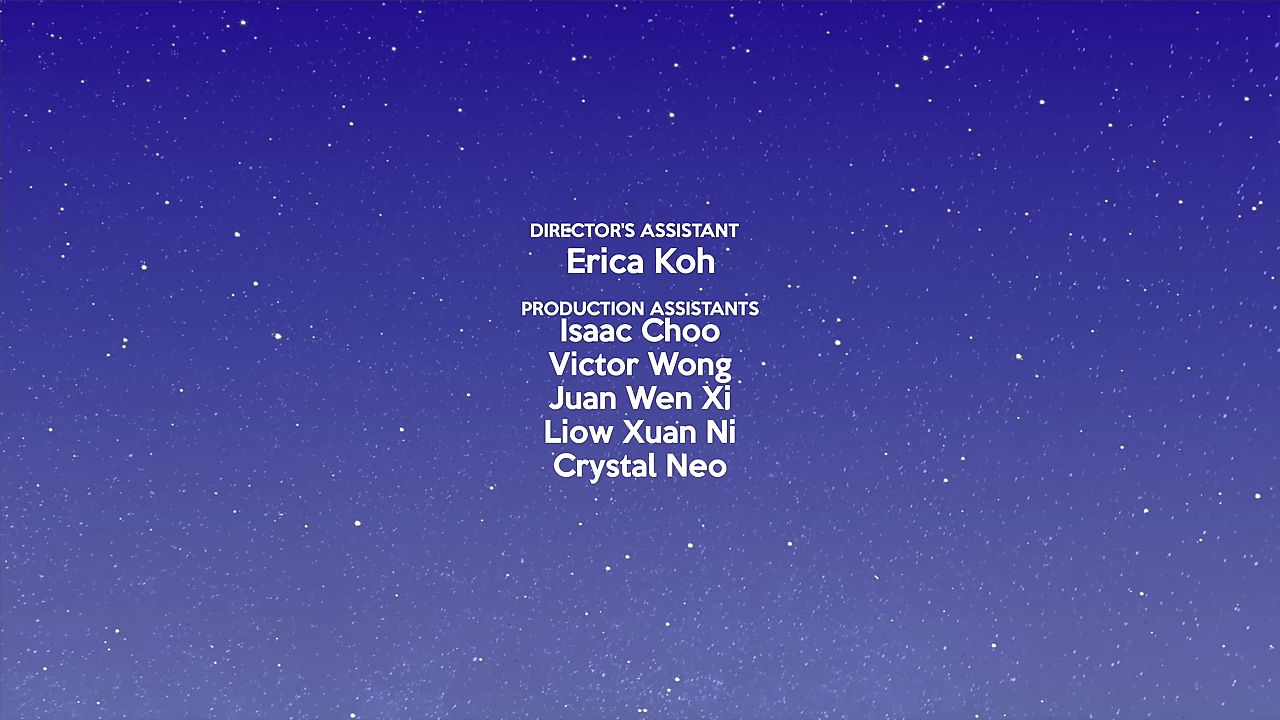 DIRECTOR'S ASSISTANT
Erica Koh
PRODUCTION ASSISTANTS
Isaac Choo
Victor Wong
Juan Wen Xi
Liow Xuan Ni
Crystal Neo